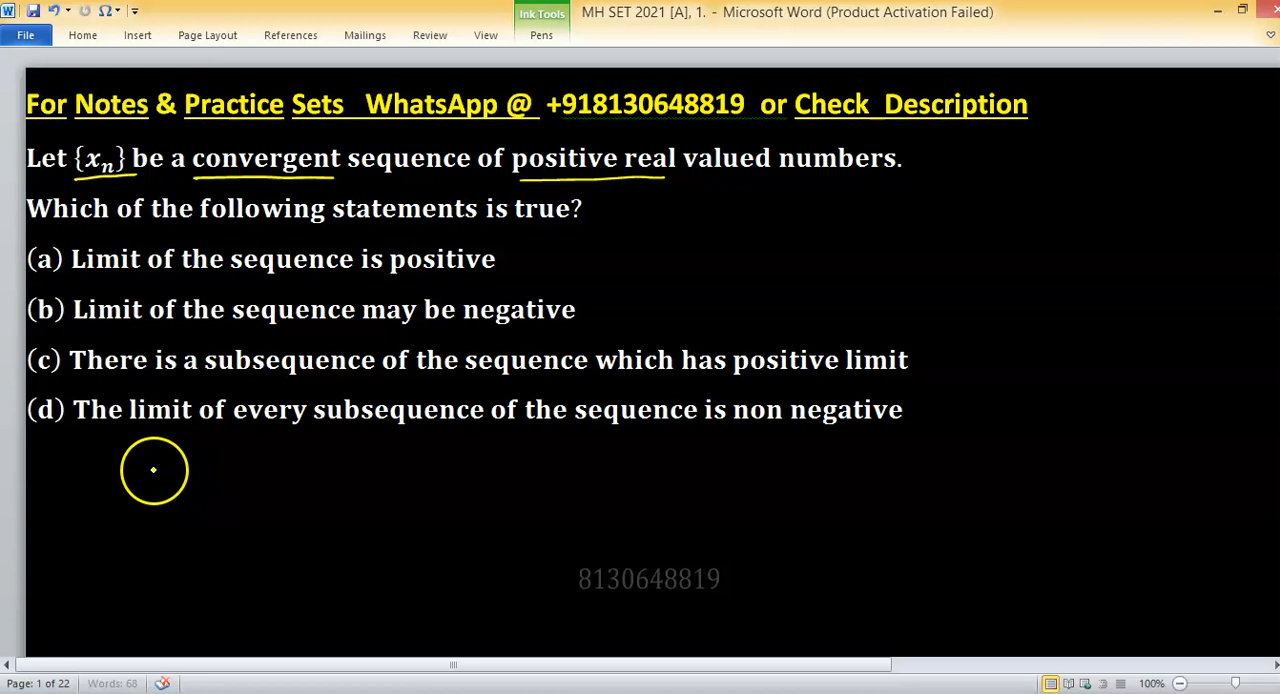 Ink Tools
MH SET 2021 [A], 1. - Microsoft Word (Product Activation Failed)
File Home Insert Page Layout References Mailings Review View Pens
For Notes & Practice Sets WhatsApp @ +918130648819 or Check Description
Let {xₙ} be a convergent sequence of positive real valued numbers.
Which of the following statements is true?
(a) Limit of the sequence is positive
(b) Limit of the sequence may be negative
(c) There is a subsequence of the sequence which has positive limit
(d) The limit of every subsequence of the sequence is non negative
8130648819
Page: 1 of 22 Words: 68 100%